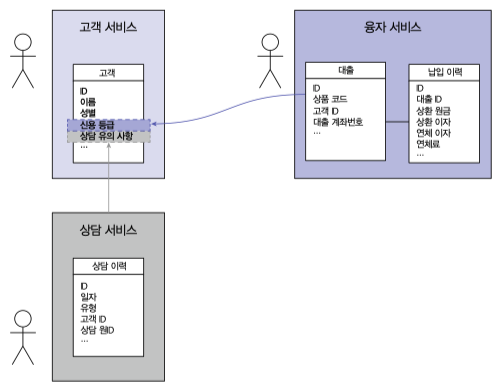 고객 서비스
고객
ID
이름
성별
신용 등급
상담 유의 사항
...
융자 서비스
대출
ID
상품 코드
고객 ID
대출 계좌번호
...
납입 이력
ID
대출 ID
상환 원금
상환 이자
연체 이자
연체료
...
상담 서비스
상담 이력
ID
일자
유형
고객 ID
상담 원ID
...